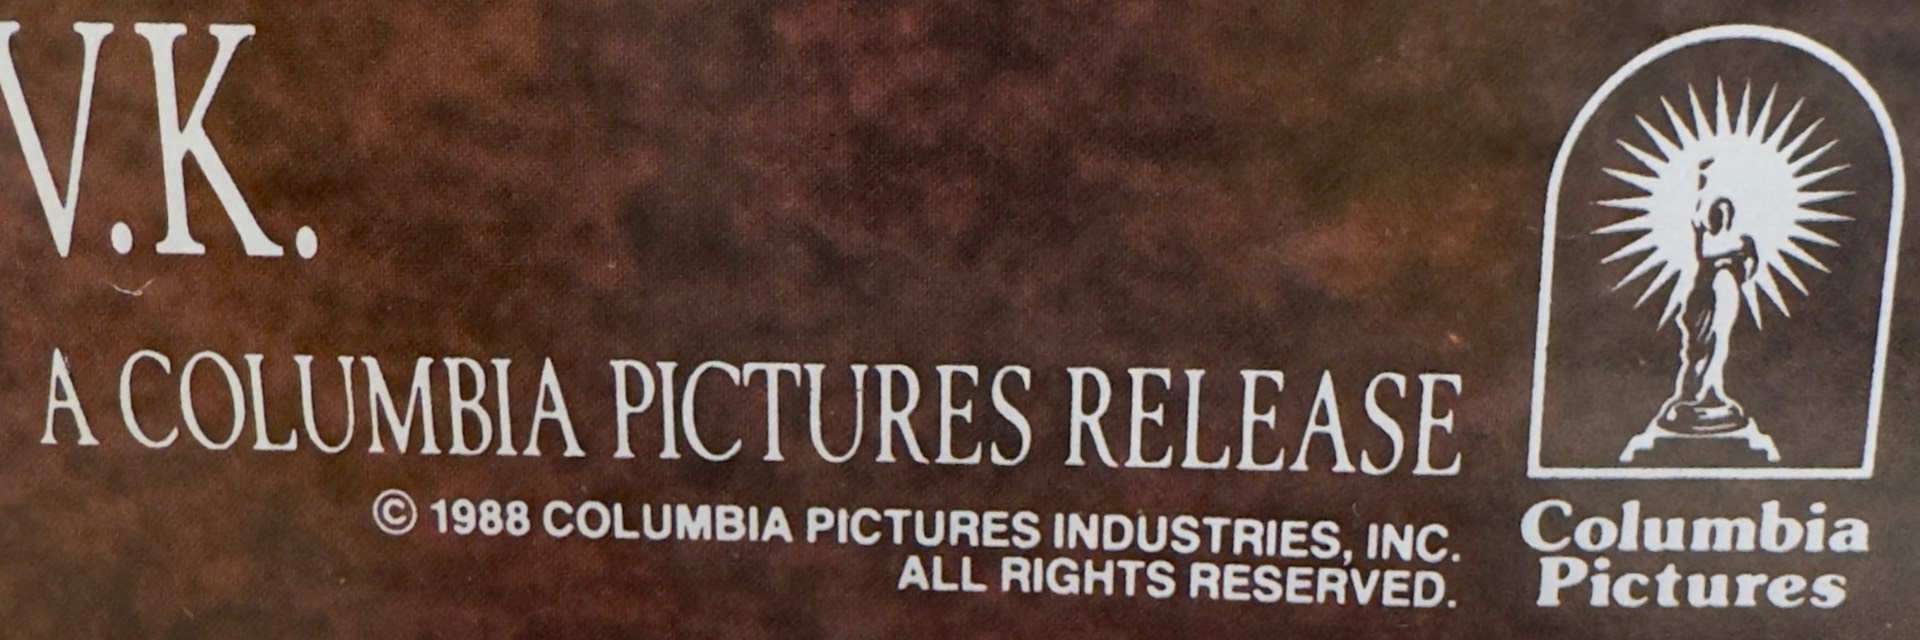 V.K.
A COLUMBIA PICTURES RELEASE
© 1988 COLUMBIA PICTURES INDUSTRIES, INC.
ALL RIGHTS RESERVED.
Columbia
Pictures